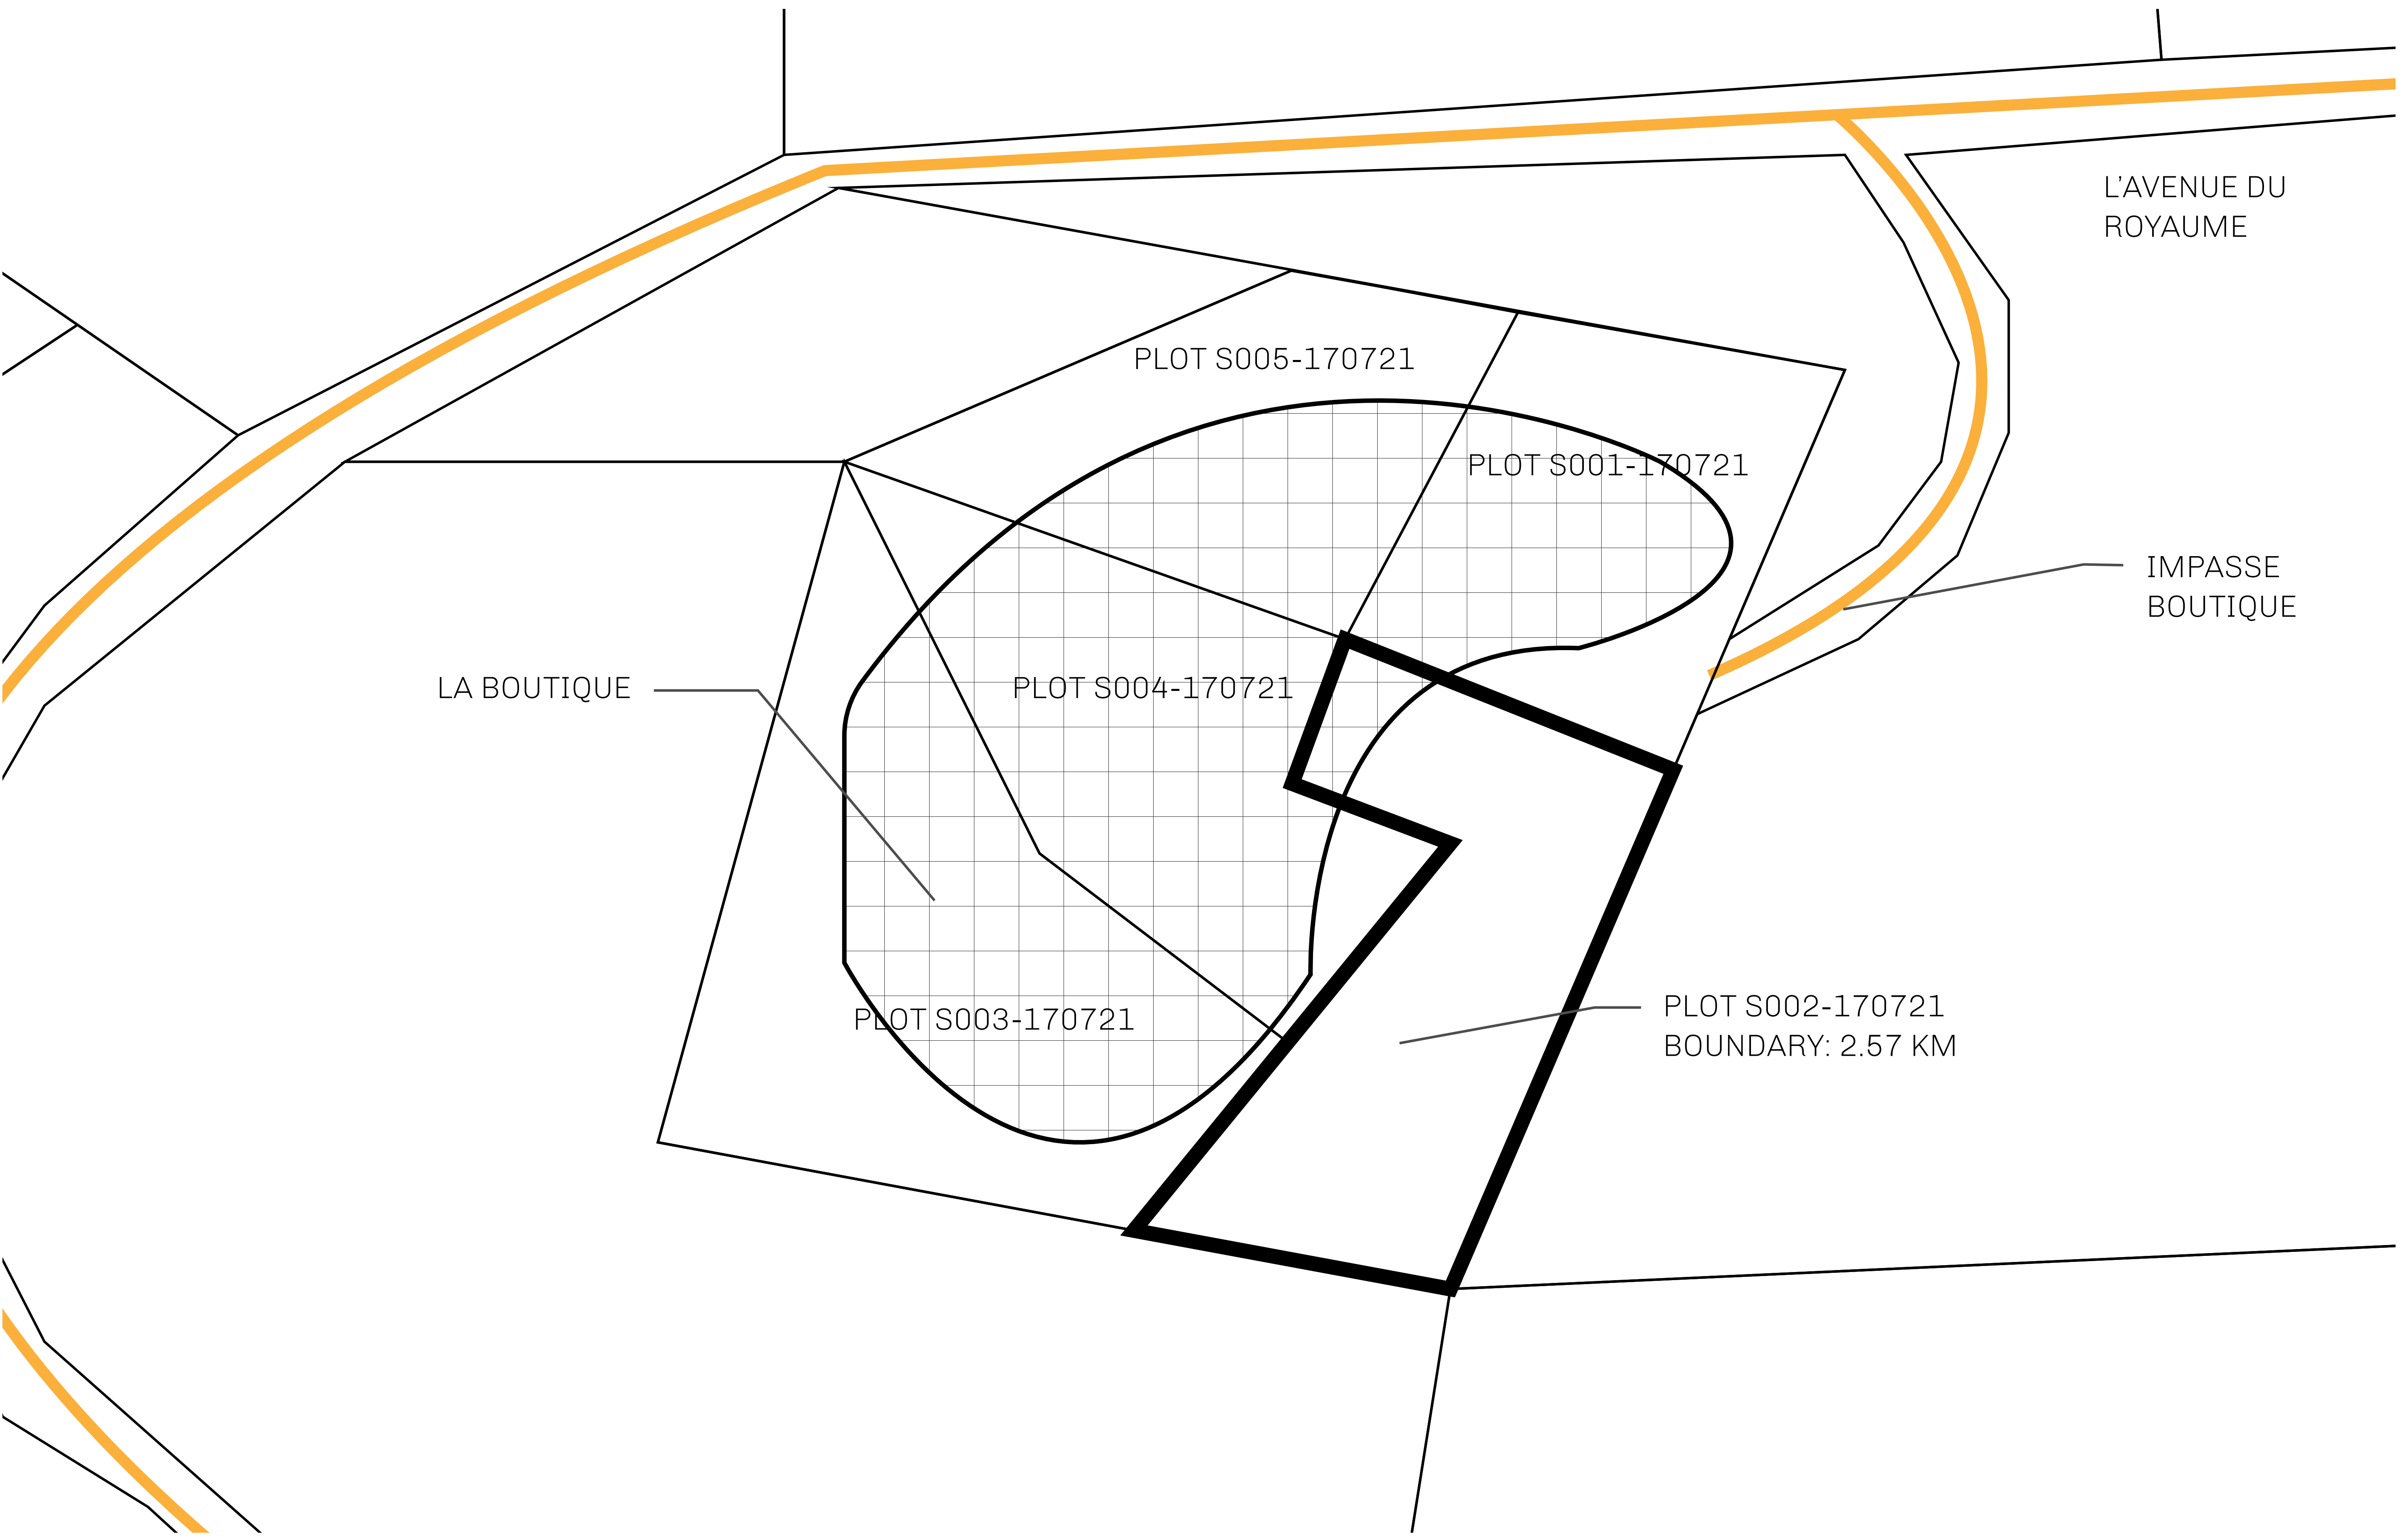 L’AVENUE DU
ROYAUME
PLOT S005-170721
PLOT S001-170721
IMPASSE
BOUTIQUE
LA BOUTIQUE
PLOT S004-170721
PLOT S002-170721
BOUNDARY: 2.57 KM
PLOT S003-170721